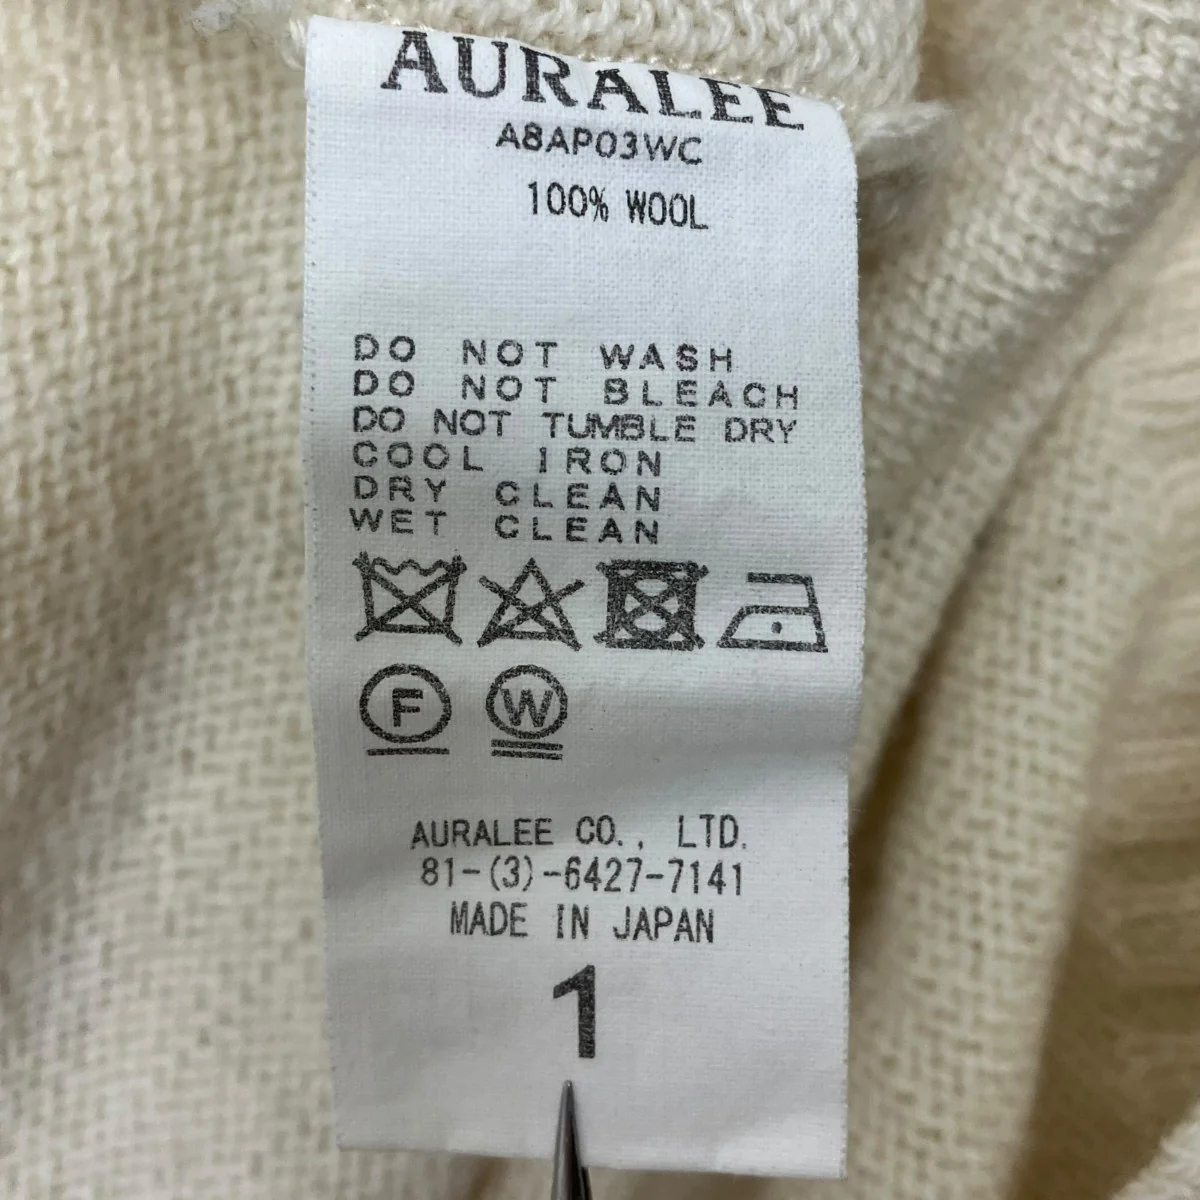 AURALEE
A8AP03WC
100% WOOL
DO NOT WASH
DO NOT BLEACH
DO NOT TUMBLE DRY
COOL IRON
DRY CLEAN
WET CLEAN
F W
AURALEE CO., LTD.
81-(3)-6427-7141
MADE IN JAPAN
1